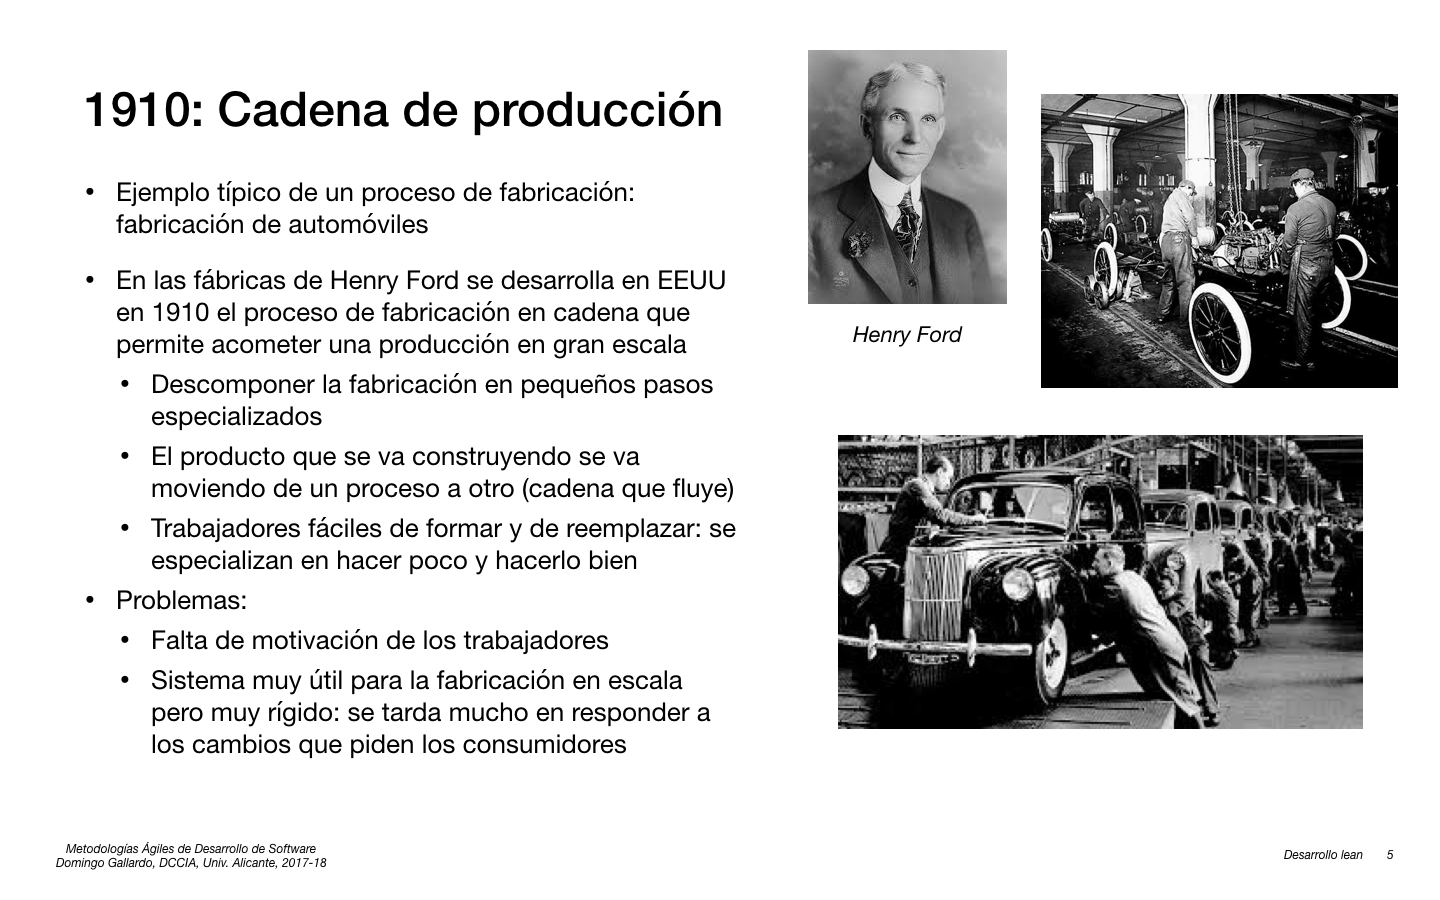 1910: Cadena de producción
• Ejemplo típico de un proceso de fabricación:
fabricación de automóviles
• En las fábricas de Henry Ford se desarrolla en EEUU
en 1910 el proceso de fabricación en cadena que
permite acometer una producción en gran escala
• Descomponer la fabricación en pequeños pasos
especializados
• El producto que se va construyendo se va
moviendo de un proceso a otro (cadena que fluye)
• Trabajadores fáciles de formar y de reemplazar: se
especializan en hacer poco y hacerlo bien
• Problemas:
• Falta de motivación de los trabajadores
• Sistema muy útil para la fabricación en escala
pero muy rígido: se tarda mucho en responder a
los cambios que piden los consumidores
Henry Ford
Metodologías Ágiles de Desarrollo de Software
Domingo Gallardo, DCCIA, Univ. Alicante, 2017-18
Desarrollo lean 5